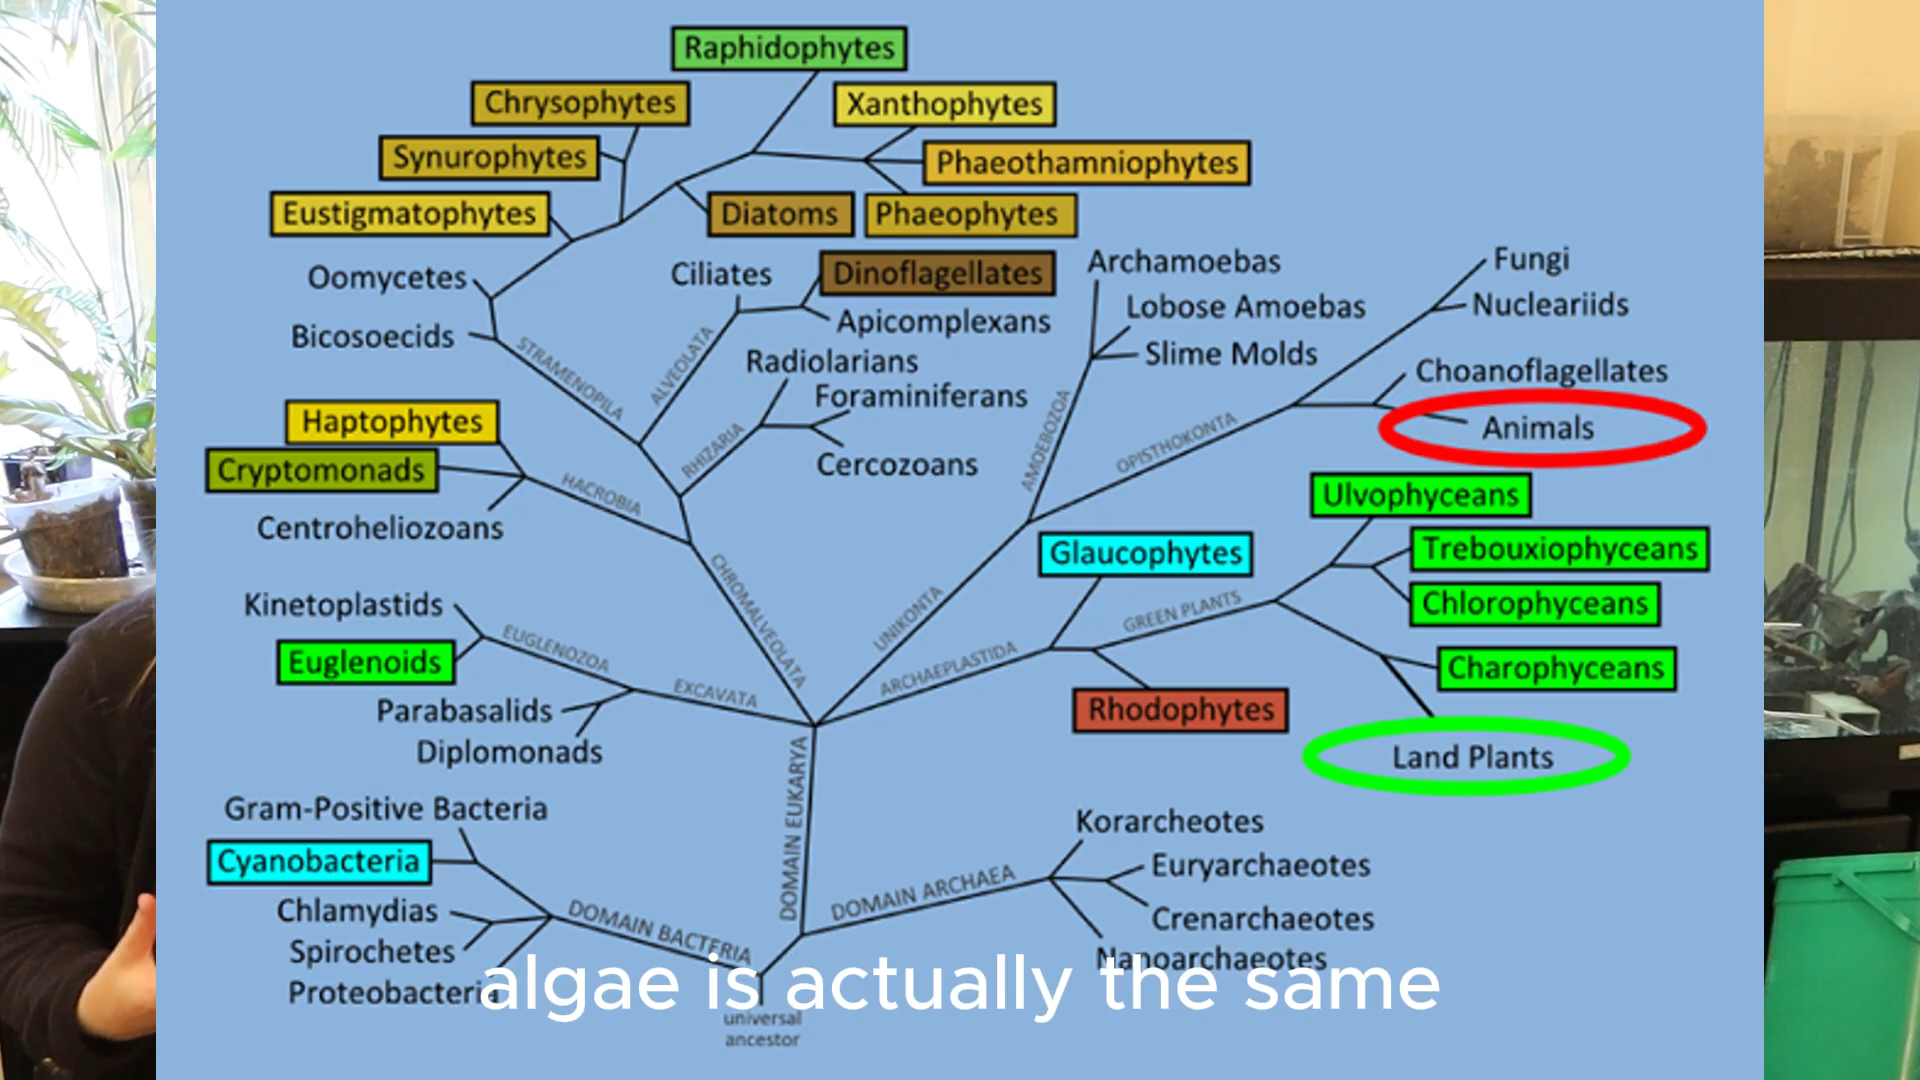 Raphidophytes
Chrysophytes
Xanthophytes
Synurophytes
Phaeothamniophytes
Eustigmatophytes
Diatoms
Phaeophytes
Oomycetes
Ciliates
Dinoflagellates
Archamoebas
Fungi
Bicosoecids
Apicomplexans
Lobose Amoebas
Nucleariids
STRAMENOPILA
ALVEOLATA
Radiolarians
Slime Molds
Choanoflagellates
Foraminiferans
Animals
Haptophytes
RHIZARIA
AMOEBOZOA
OPISTHOKONTA
Cryptomonads
Cercozoans
HACROBIA
Ulvophyceans
Centroheliozoans
Glaucophytes
Trebouxiophyceans
CHROMALVEOLATA
UNIKONTA
GREEN PLANTS
Chlorophyceans
Kinetoplastids
EUGLENOZOA
Euglenoids
EXCAVATA
ARCHAEPLASTIDA
Charophyceans
Parabasalids
Rhodophytes
Diplomonads
Land Plants
Gram-Positive Bacteria
DOMAIN EUKARYA
Korarcheotes
Cyanobacteria
Euryarchaeotes
DOMAIN ARCHAEA
Chlamydias
Crenarchaeotes
DOMAIN BACTERIA
Spirochetes
Nanoarchaeotes
Proteobacteria
algae is actually the same
universal
ancestor